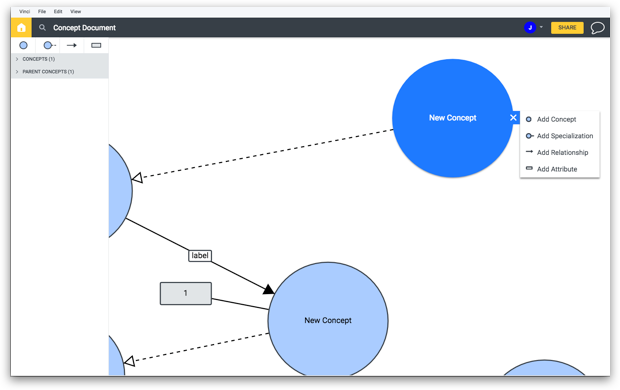 Vinci File Edit View
Concept Document
J
SHARE
CONCEPTS (1)
PARENT CONCEPTS (1)
New Concept
Add Concept
Add Specialization
Add Relationship
Add Attribute
label
1
New Concept